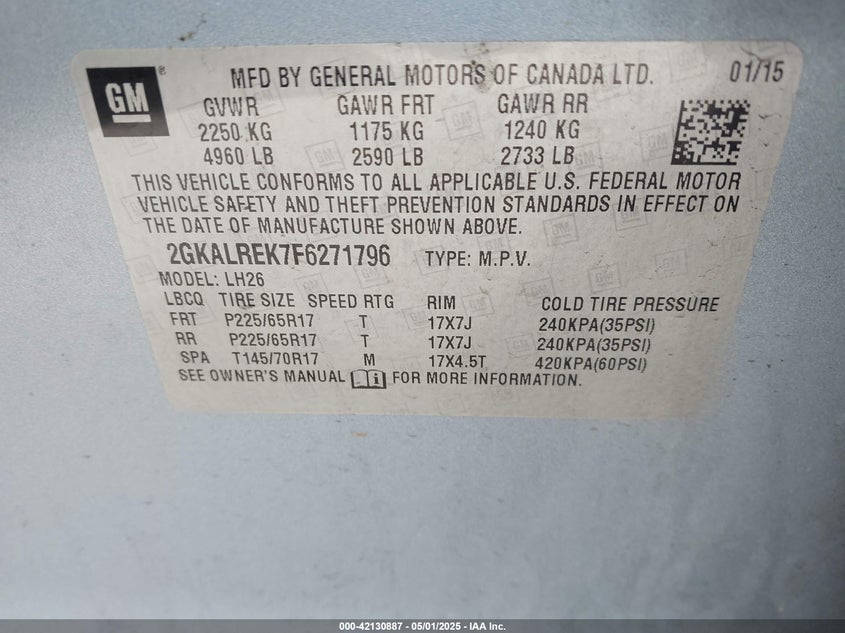 GM ® MFD BY GENERAL MOTORS OF CANADA LTD. 01/15
GVWR GAWR FRT GAWR RR
2250 KG 1175 KG 1240 KG
4960 LB 2590 LB 2733 LB
THIS VEHICLE CONFORMS TO ALL APPLICABLE U.S. FEDERAL MOTOR
VEHICLE SAFETY AND THEFT PREVENTION STANDARDS IN EFFECT ON
THE DATE OF MANUFACTURE SHOWN ABOVE.
2GKALREK7F6271796 TYPE: M.P.V.
MODEL: LH26
LBCQ TIRE SIZE SPEED RTG RIM COLD TIRE PRESSURE
FRT P225/65R17 T 17X7J 240KPA(35PSI)
RR P225/65R17 T 17X7J 240KPA(35PSI)
SPA T145/70R17 M 17X4.5T 420KPA(60PSI)
SEE OWNER'S MANUAL FOR MORE INFORMATION.
000-42130887 - 05/01/2025 - IAA Inc.